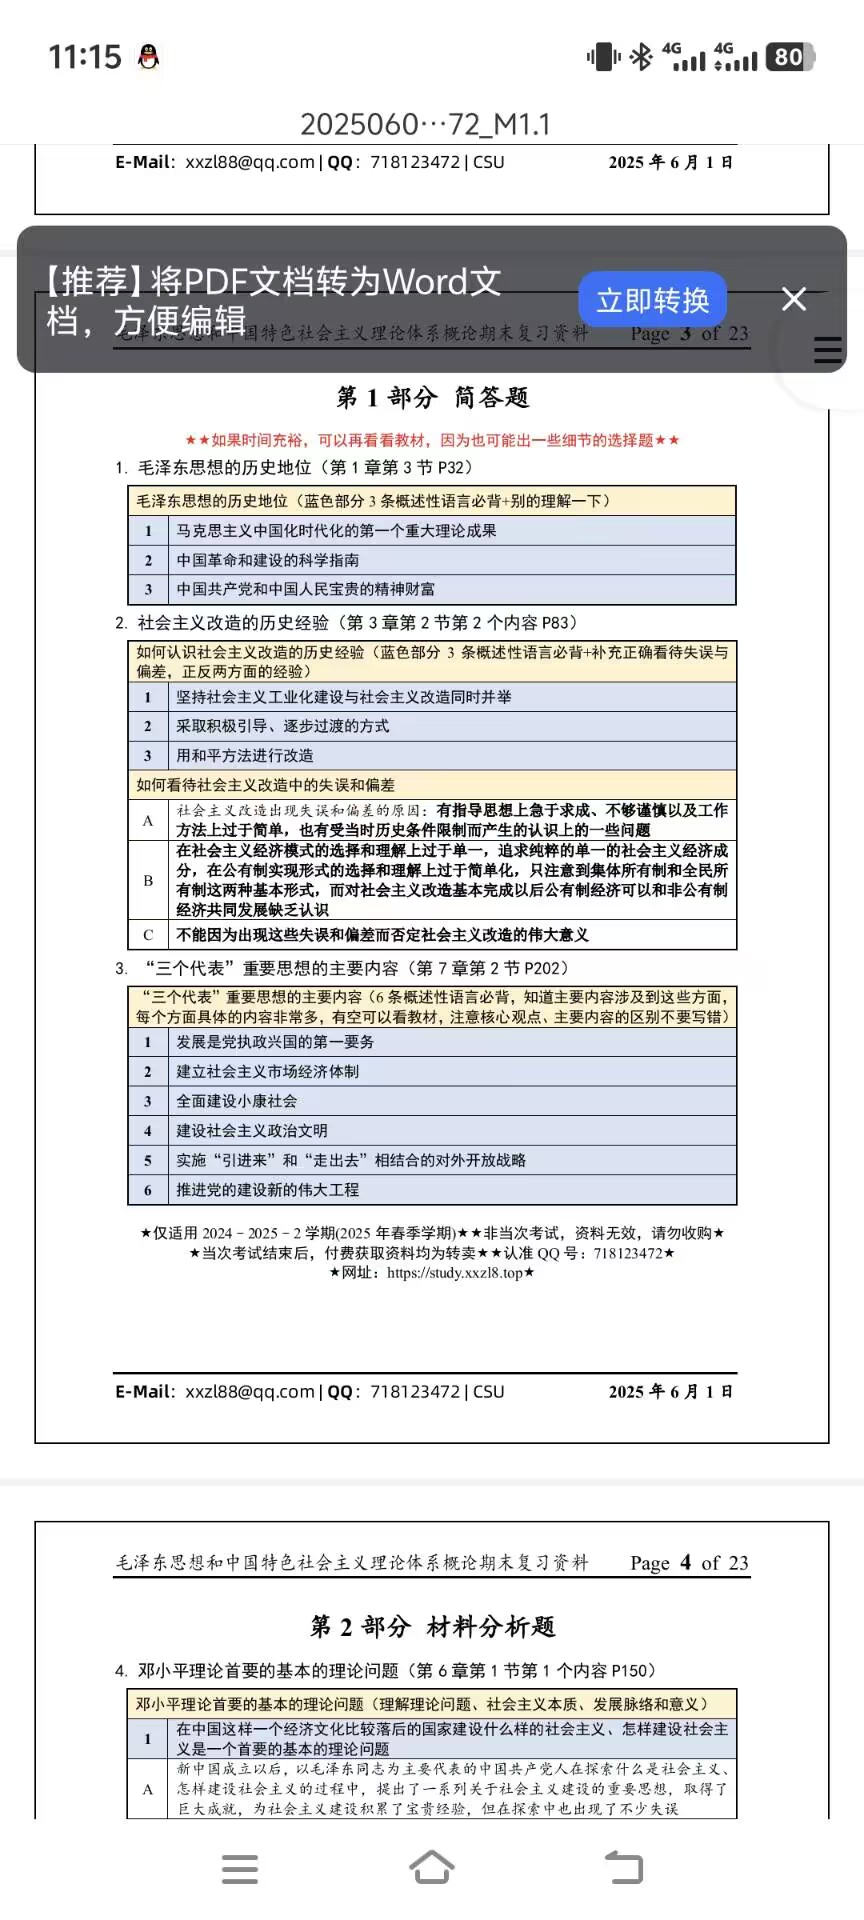 11:15
4G 4G 80
2025060···72_M1.1
E-Mail：xxzl88@qq.com | QQ：718123472 | CSU 2025 年 6 月 1 日
【推荐】将PDF文档转为Word文
档，方便编辑
立即转换
毛泽东思想和中国特色社会主义理论体系概论期末复习资料 Page 3 of 23
第 1 部分 简答题
★★如果时间充裕，可以再看看教材，因为也可能出一些细节的选择题★★
1. 毛泽东思想的历史地位（第 1 章第 3 节 P32）
毛泽东思想的历史地位（蓝色部分 3 条概述性语言必背+别的理解一下）
1 马克思主义中国化时代化的第一个重大理论成果
2 中国革命和建设的科学指南
3 中国共产党和中国人民宝贵的精神财富
2. 社会主义改造的历史经验（第 3 章第 2 节第 2 个内容 P83）
如何认识社会主义改造的历史经验（蓝色部分 3 条概述性语言必背+补充正确看待失误与
偏差，正反两方面的经验）
1 坚持社会主义工业化建设与社会主义改造同时并举
2 采取积极引导、逐步过渡的方式
3 用和平方法进行改造
如何看待社会主义改造中的失误和偏差
A 社会主义改造出现失误和偏差的原因：有指导思想上急于求成、不够谨慎以及工作
方法上过于简单，也有受当时历史条件限制而产生的认识上的一些问题
B 在社会主义经济模式的选择和理解上过于单一，追求纯粹的单一的社会主义经济成
分，在公有制实现形式的选择和理解上过于简单化，只注意到集体所有制和全民所
有制这两种基本形式，而对社会主义改造基本完成以后公有制经济可以和非公有制
经济共同发展缺乏认识
C 不能因为出现这些失误和偏差而否定社会主义改造的伟大意义
3. “三个代表”重要思想的主要内容（第 7 章第 2 节 P202）
“三个代表”重要思想的主要内容（6 条概述性语言必背，知道主要内容涉及到这些方面，
每个方面具体的内容非常多，有空可以看教材，注意核心观点、主要内容的区别不要写错）
1 发展是党执政兴国的第一要务
2 建立社会主义市场经济体制
3 全面建设小康社会
4 建设社会主义政治文明
5 实施“引进来”和“走出去”相结合的对外开放战略
6 推进党的建设新的伟大工程
★仅适用 2024－2025－2 学期(2025 年春季学期)★★非当次考试，资料无效，请勿收购★
★当次考试结束后，付费获取资料均为转卖★★认准 QQ 号：718123472★
★网址：https://study.xxzl8.top★
E-Mail：xxzl88@qq.com | QQ：718123472 | CSU 2025 年 6 月 1 日
毛泽东思想和中国特色社会主义理论体系概论期末复习资料 Page 4 of 23
第 2 部分 材料分析题
4. 邓小平理论首要的基本的理论问题（第 6 章第 1 节第 1 个内容 P150）
邓小平理论首要的基本的理论问题（理解理论问题、社会主义本质、发展脉络和意义）
1 在中国这样一个经济文化比较落后的国家建设什么样的社会主义、怎样建设社会主
义是一个首要的基本的理论问题
A 新中国成立以后，以毛泽东同志为主要代表的中国共产党人在探索什么是社会主义、
怎样建设社会主义的过程中，提出了一系列关于社会主义建设的重要思想，取得了
巨大成就，为社会主义建设积累了宝贵经验，但在探索中也出现了不少失误